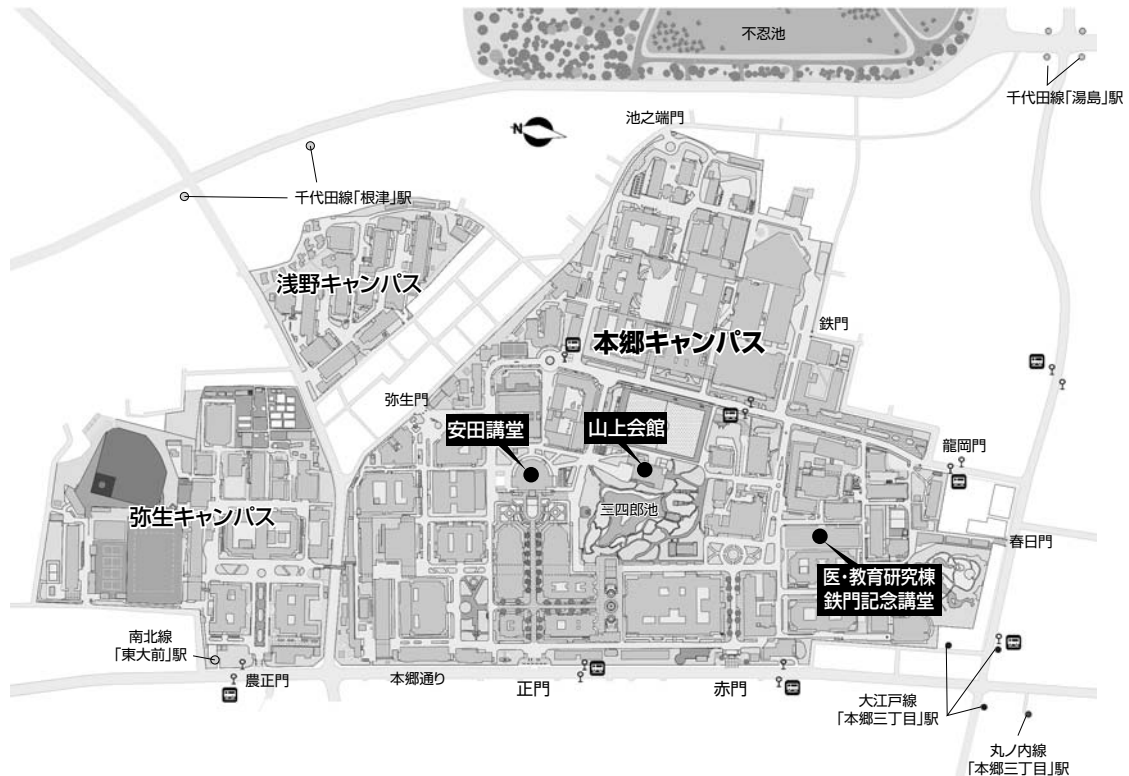 不忍池
千代田線「湯島」駅
池之端門
N
千代田線「根津」駅
浅野キャンパス
本郷キャンパス
鉄門
弥生門
安田講堂
山上会館
龍岡門
弥生キャンパス
三四郎池
春日門
医・教育研究棟
鉄門記念講堂
南北線
「東大前」駅
農正門
本郷通り
正門
赤門
大江戸線
「本郷三丁目」駅
丸ノ内線
「本郷三丁目」駅